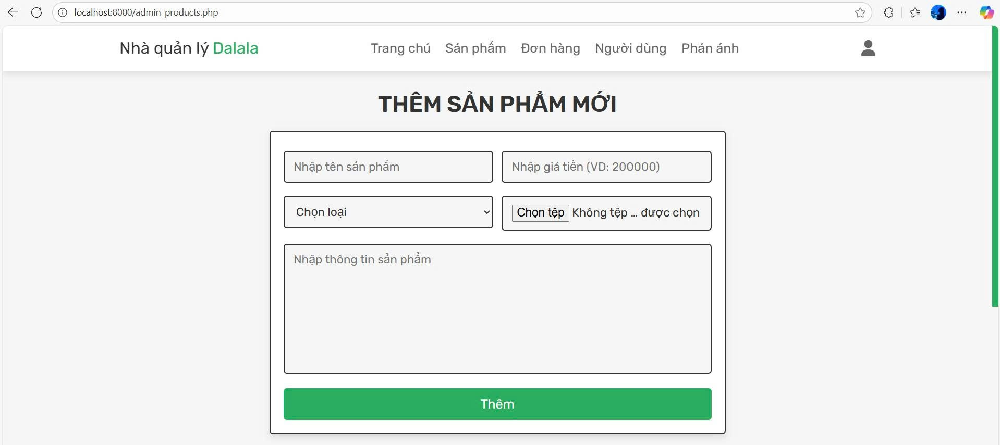 localhost:8000/admin_products.php
Nhà quản lý Dalala
Trang chủ Sản phẩm Đơn hàng Người dùng Phản ánh
THÊM SẢN PHẨM MỚI
Nhập tên sản phẩm
Nhập giá tiền (VD: 200000)
Chọn loại
Chọn tệp Không tệp ... được chọn
Nhập thông tin sản phẩm
Thêm